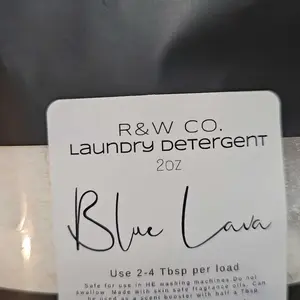 R&W CO.
Laundry Detergent
2oz
Blue Lava
Use 2-4 Tbsp per load
Safe for use in HE washing machines. Do not
swallow. Made with skin safe fragrance oils. Can
be used as a scent booster with half a Tbsp.